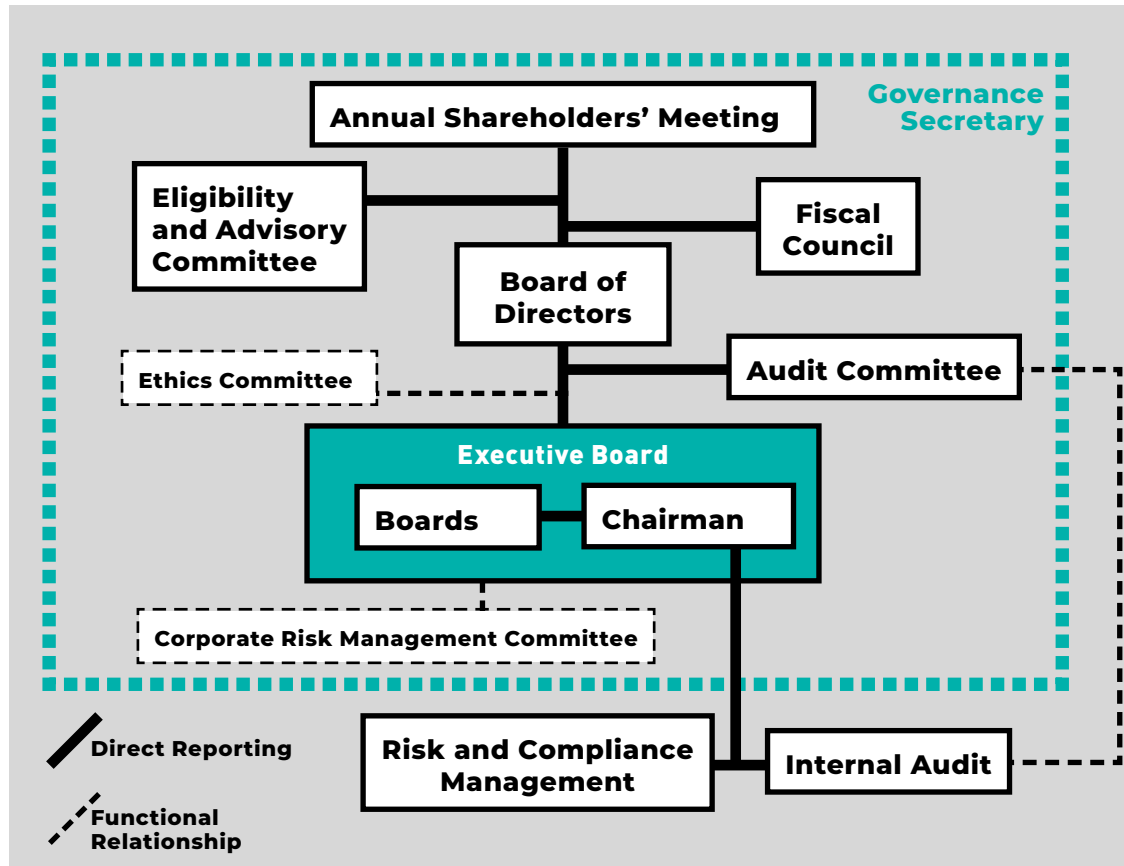 Governance
Secretary
Annual Shareholders’ Meeting
Eligibility
and Advisory
Committee
Fiscal
Council
Board of
Directors
Ethics Committee
Audit Committee
Executive Board
Boards
Chairman
Corporate Risk Management Committee
Direct Reporting
Risk and Compliance
Management
Internal Audit
Functional
Relationship